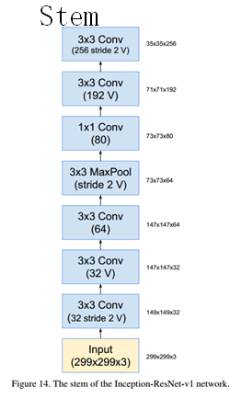 Stem
3x3 Conv
(256 stride 2 V)
35x35x256
3x3 Conv
(192 V)
71x71x192
1x1 Conv
(80)
73x73x80
3x3 MaxPool
(stride 2 V)
73x73x64
3x3 Conv
(64)
147x147x64
3x3 Conv
(32 V)
147x147x32
3x3 Conv
(32 stride 2 V)
149x149x32
Input
(299x299x3)
299x299x3
Figure 14. The stem of the Inception-ResNet-v1 network.